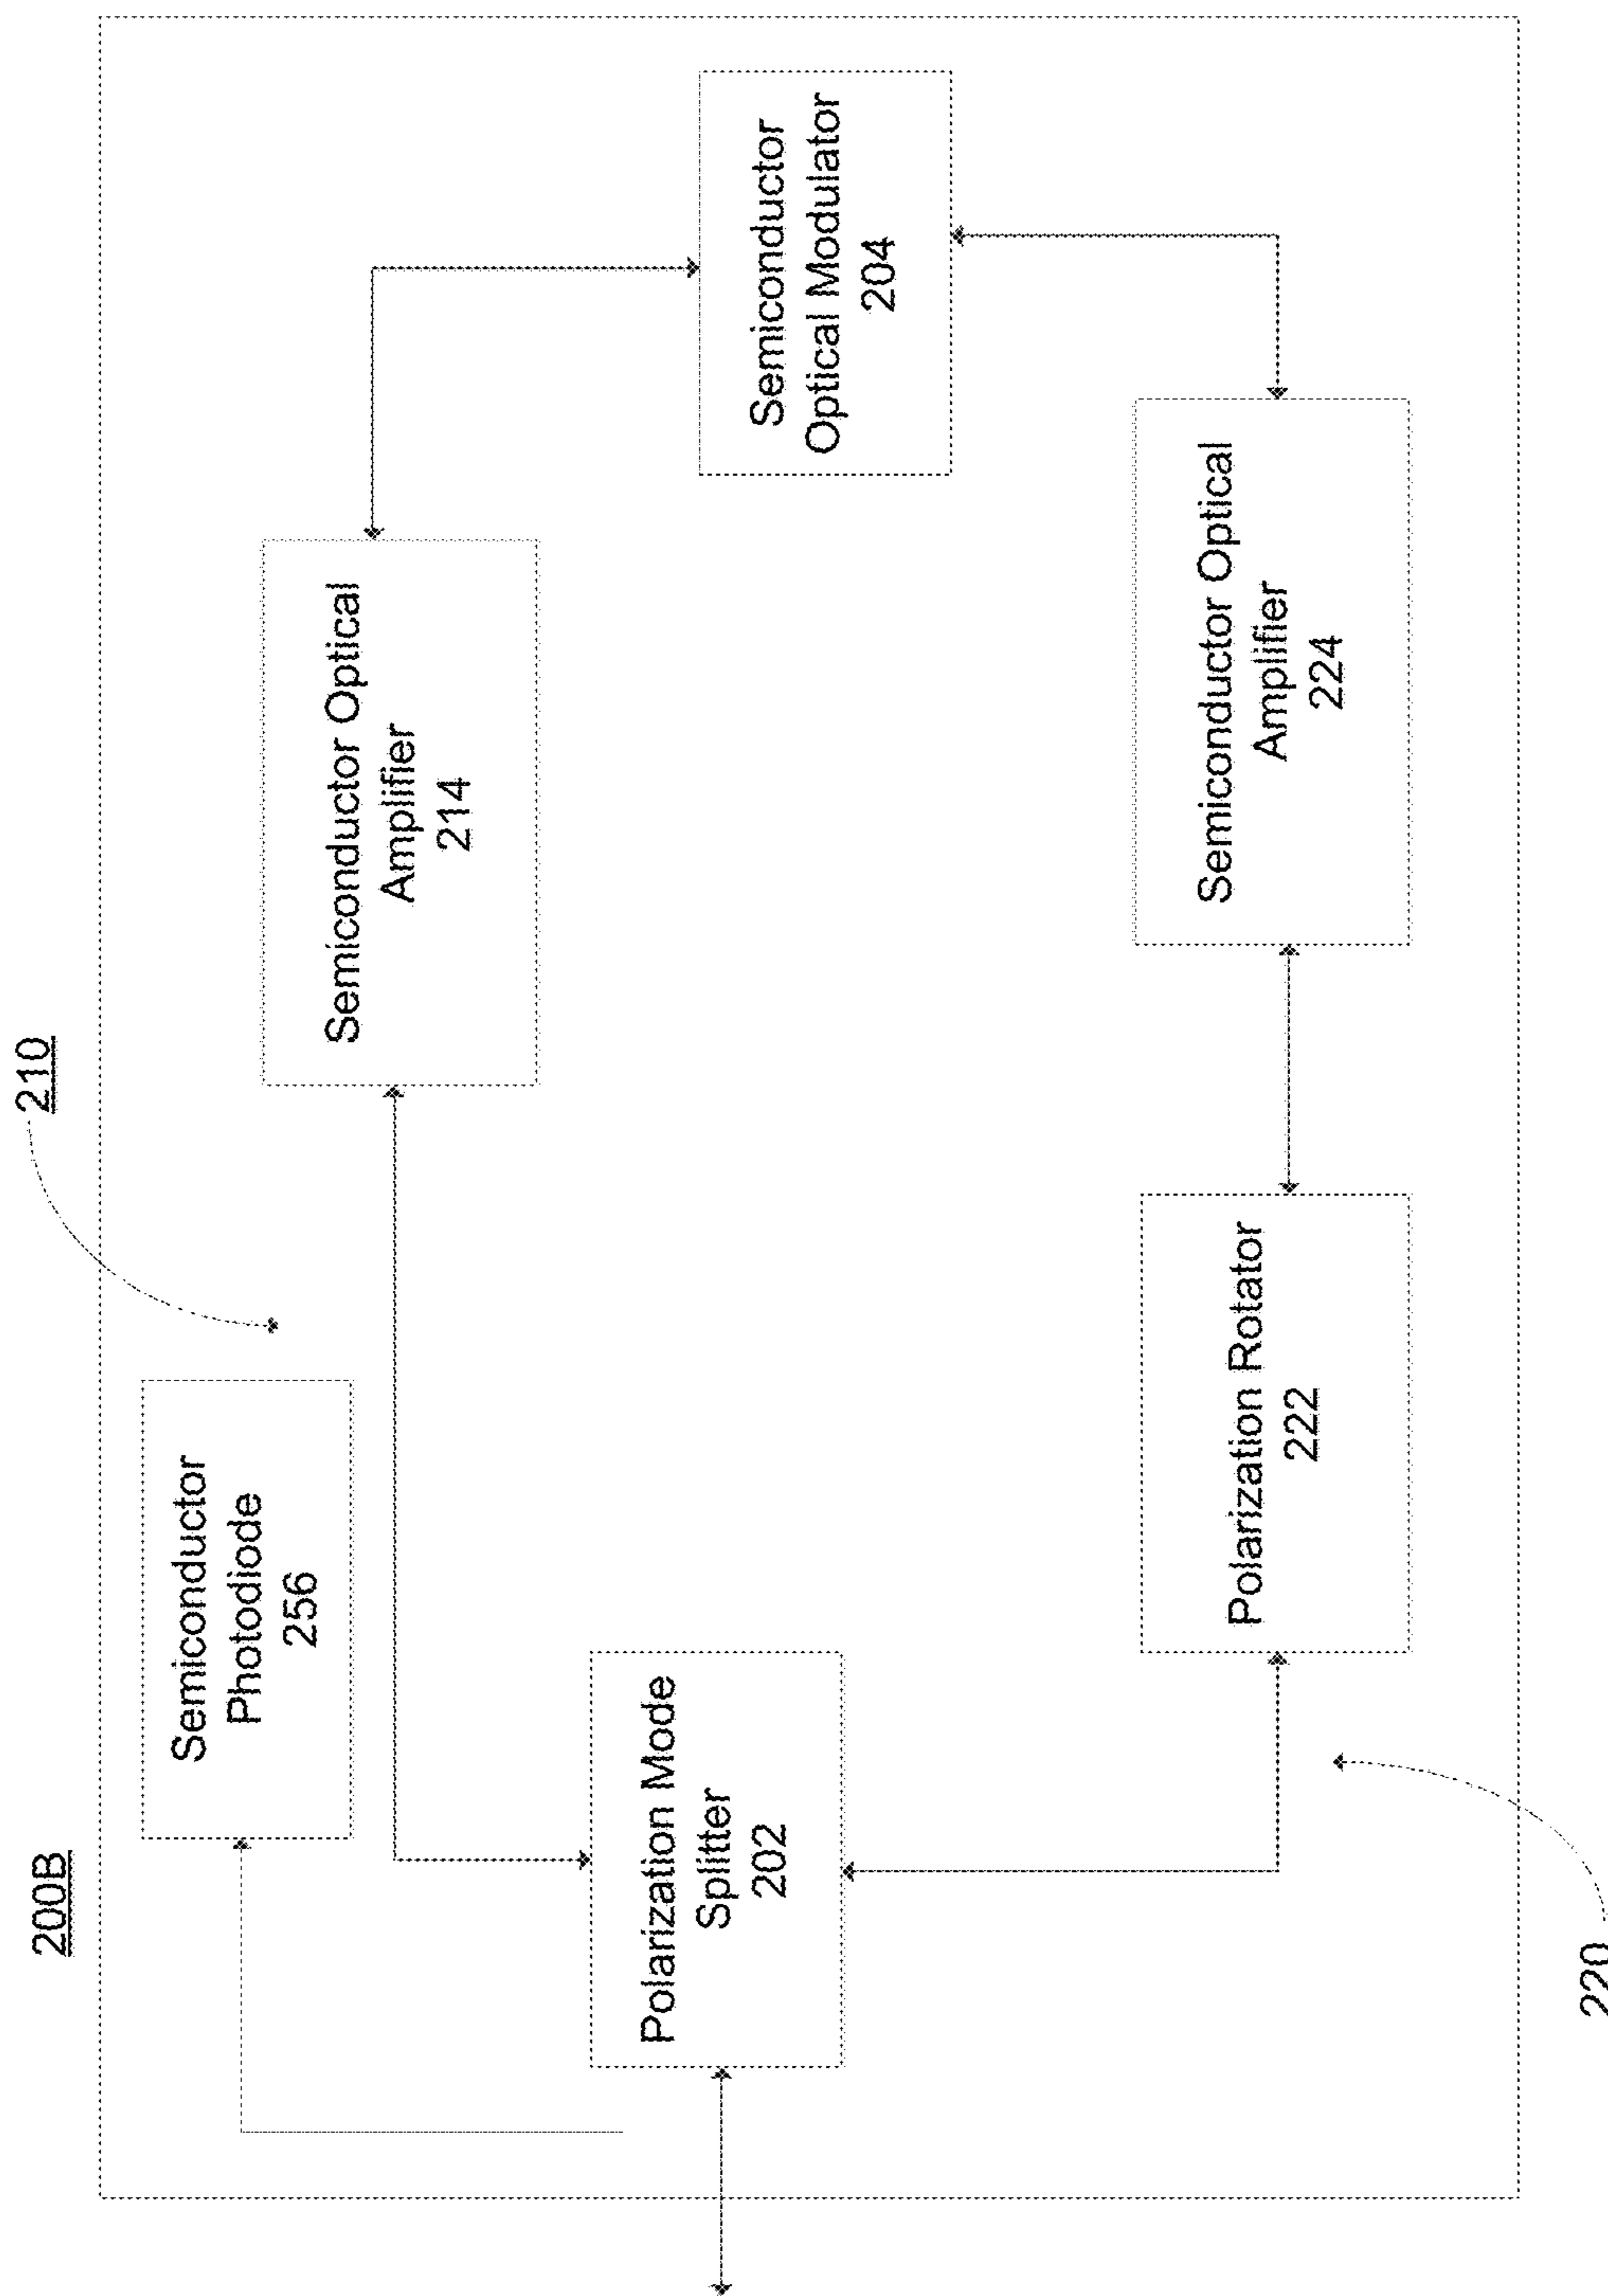 200B
210
Semiconductor
Photodiode
256
Semiconductor Optical
Amplifier
214
Polarization Mode
Splitter
202
Semiconductor
Optical Modulator
204
Polarization Rotator
222
Semiconductor Optical
Amplifier
224
220